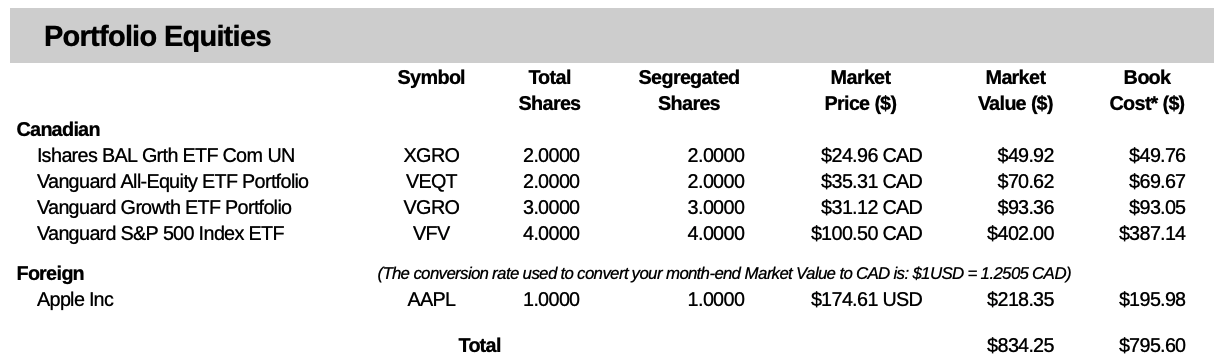 Portfolio Equities
Symbol Total Shares Segregated Shares Market Price ($) Market Value ($) Book Cost* ($)
Canadian
Ishares BAL Grth ETF Com UN XGRO 2.0000 2.0000 $24.96 CAD $49.92 $49.76
Vanguard All-Equity ETF Portfolio VEQT 2.0000 2.0000 $35.31 CAD $70.62 $69.67
Vanguard Growth ETF Portfolio VGRO 3.0000 3.0000 $31.12 CAD $93.36 $93.05
Vanguard S&P 500 Index ETF VFV 4.0000 4.0000 $100.50 CAD $402.00 $387.14
Foreign (The conversion rate used to convert your month-end Market Value to CAD is: $1USD = 1.2505 CAD)
Apple Inc AAPL 1.0000 1.0000 $174.61 USD $218.35 $195.98
Total $834.25 $795.60